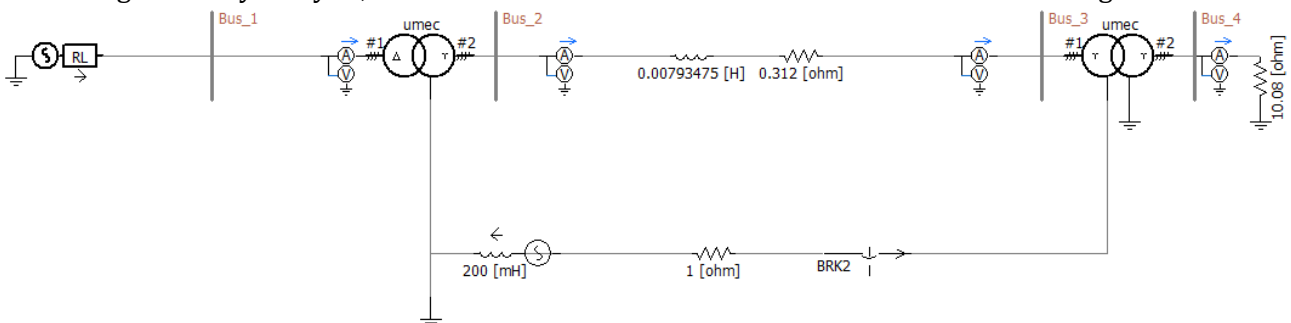 Bus_1
Bus_2
Bus_3
Bus_4
umec
umec
RL
#1
#2
A
V
A
V
0.00793475 [H]
0.312 [ohm]
A
V
#1
#2
A
V
10.08 [ohm]
200 [mH]
1 [ohm]
BRK2